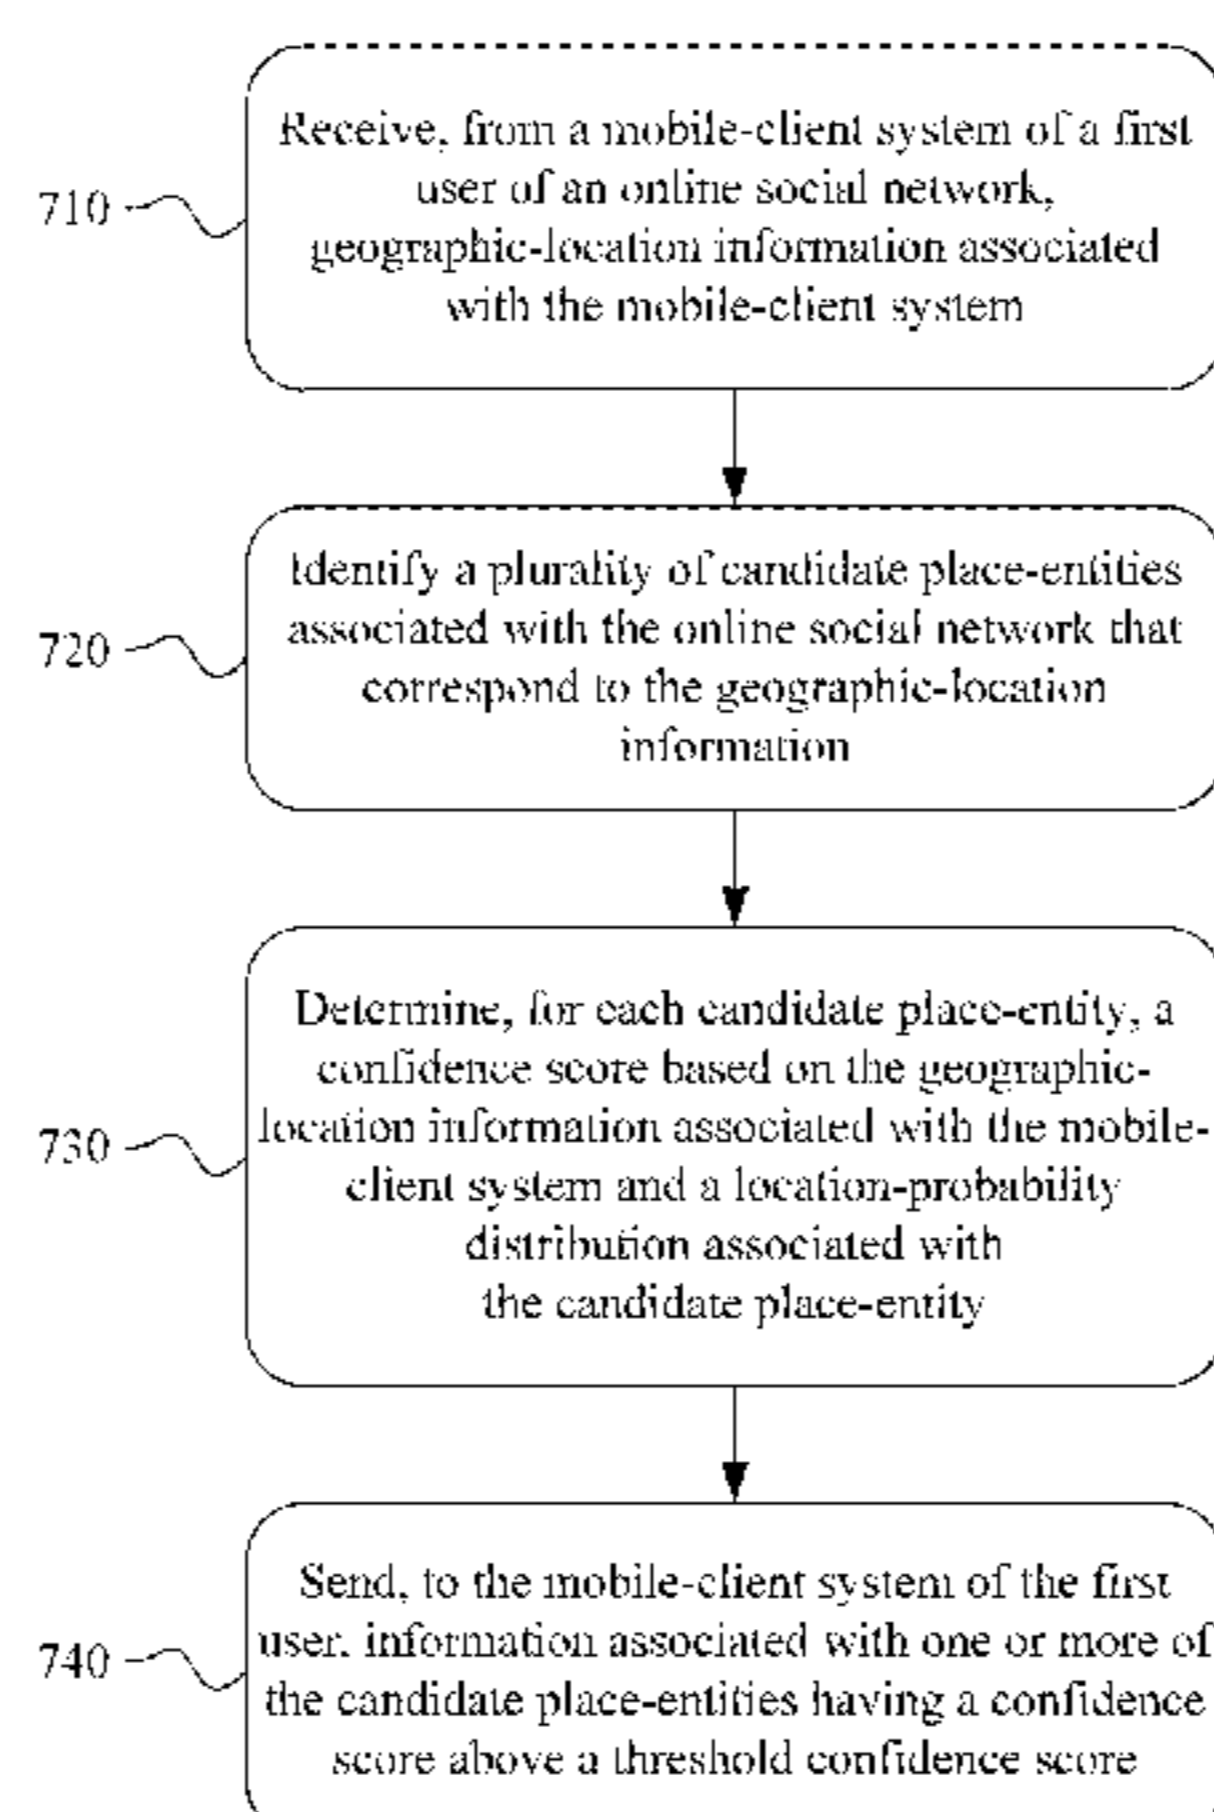 710
Receive, from a mobile-client system of a first
user of an online social network,
geographic-location information associated
with the mobile-client system
720
Identify a plurality of candidate place-entities
associated with the online social network that
correspond to the geographic-location
information
730
Determine, for each candidate place-entity, a
confidence score based on the geographic-
location information associated with the mobile-
client system and a location-probability
distribution associated with
the candidate place-entity
740
Send, to the mobile-client system of the first
user, information associated with one or more of
the candidate place-entities having a confidence
score above a threshold confidence score